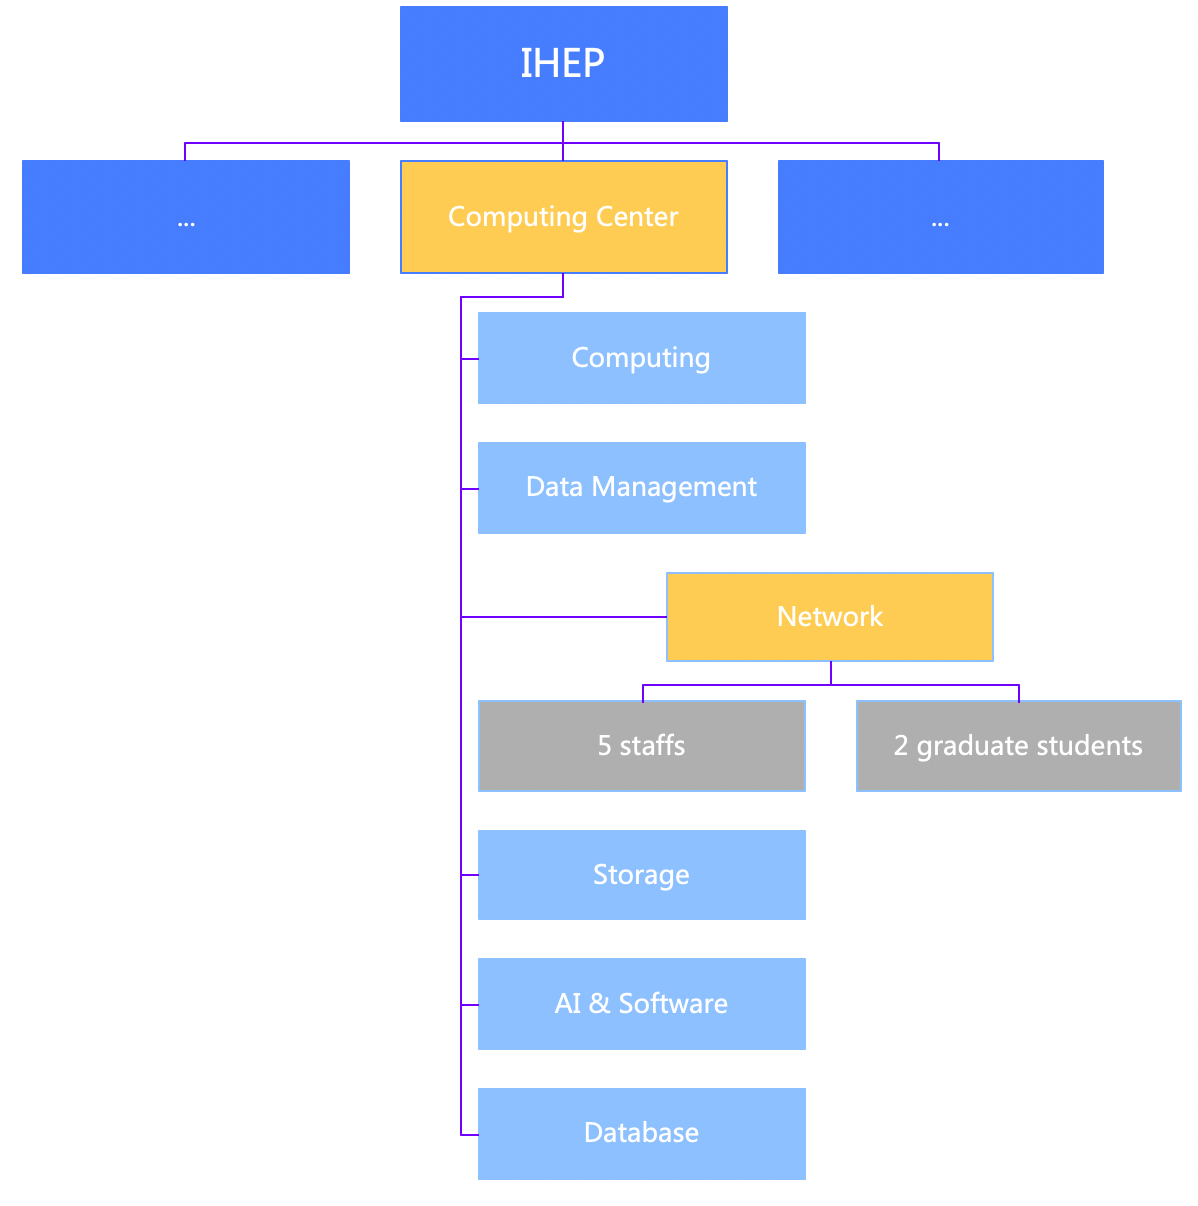 IHEP
...
Computing Center
...
Computing
Data Management
Network
5 staffs
2 graduate students
Storage
AI & Software
Database